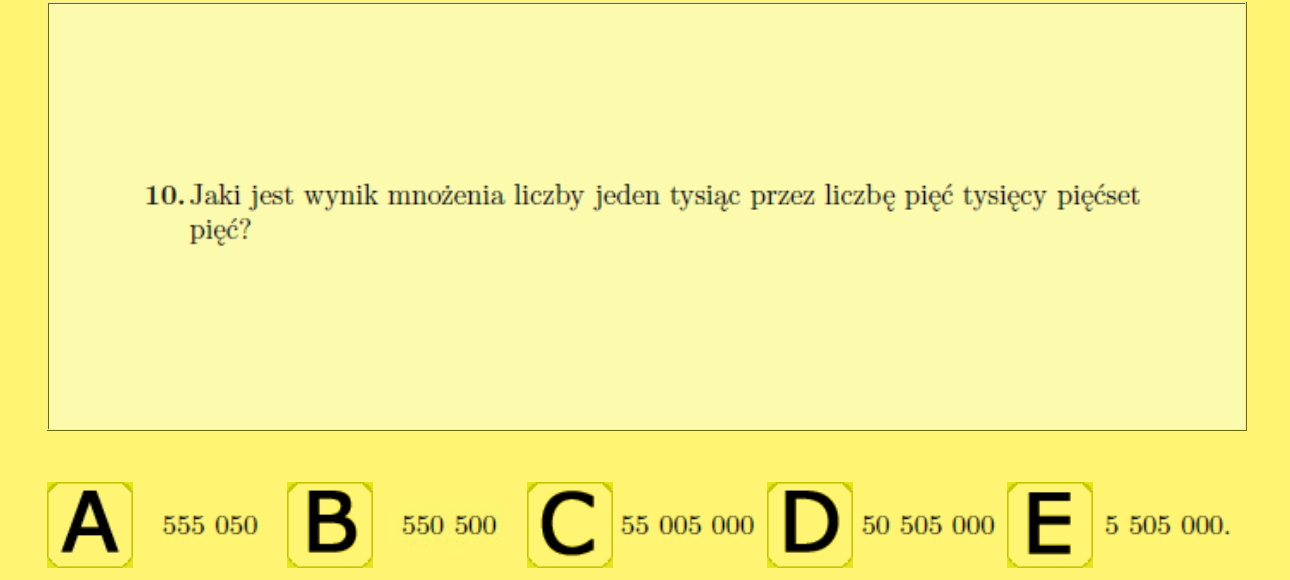 10. Jaki jest wynik mnożenia liczby jeden tysiąc przez liczbę pięć tysięcy pięćset
pięć?
A 555 050 B 550 500 C 55 005 000 D 50 505 000 E 5 505 000.